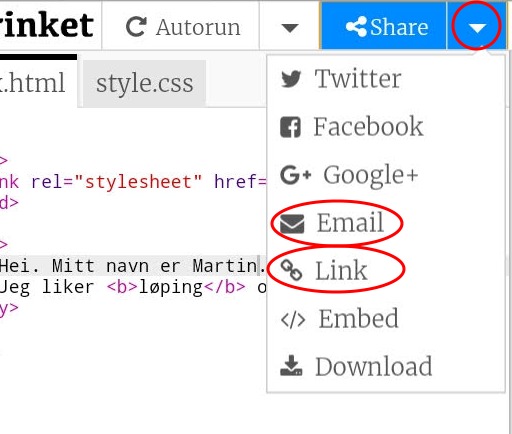 rinket
Autorun
Share
.html
style.css
Twitter
Facebook
Google+
Email
Link
</> Embed
Download
>
nk rel="stylesheet" href=
d>
>
Hei. Mitt navn er Martin.
Jeg liker <b>løping</b> o
y>